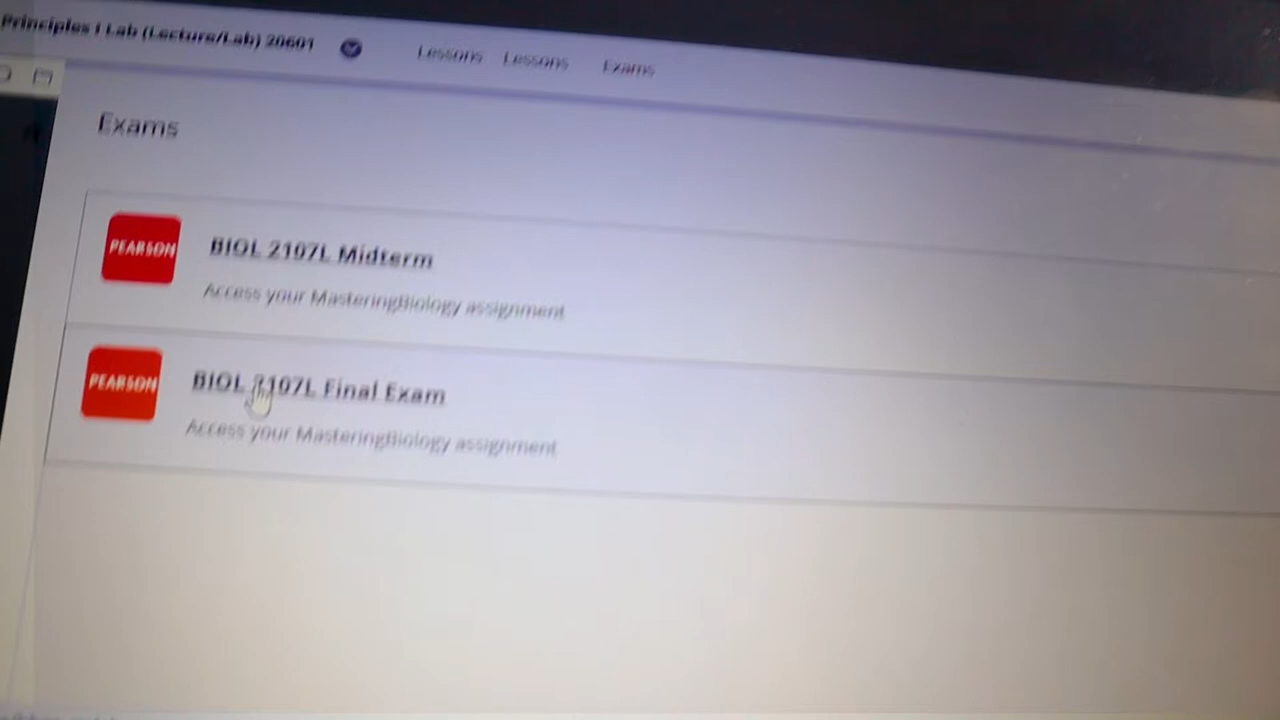 Principles I Lab (Lecture/Lab) 20601
Lessons Lessons Exams
Exams
PEARSON
BIOL 2107L Midterm
Access your MasteringBiology assignment
PEARSON
BIOL 2107L Final Exam
Access your MasteringBiology assignment